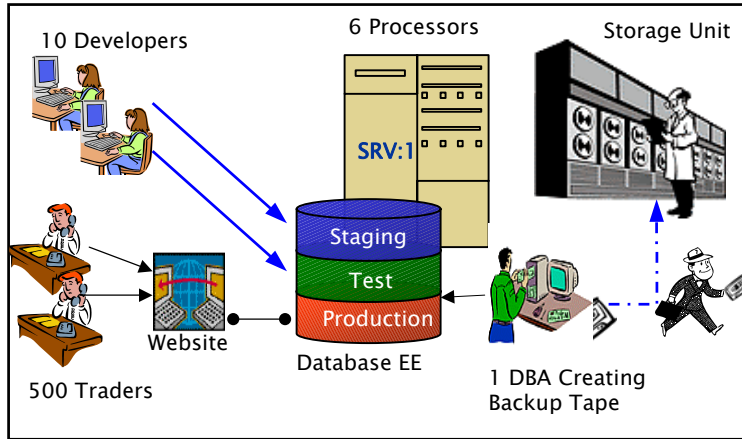 10 Developers
6 Processors
Storage Unit
SRV:1
Staging
Test
Production
Website
Database EE
500 Traders
1 DBA Creating
Backup Tape